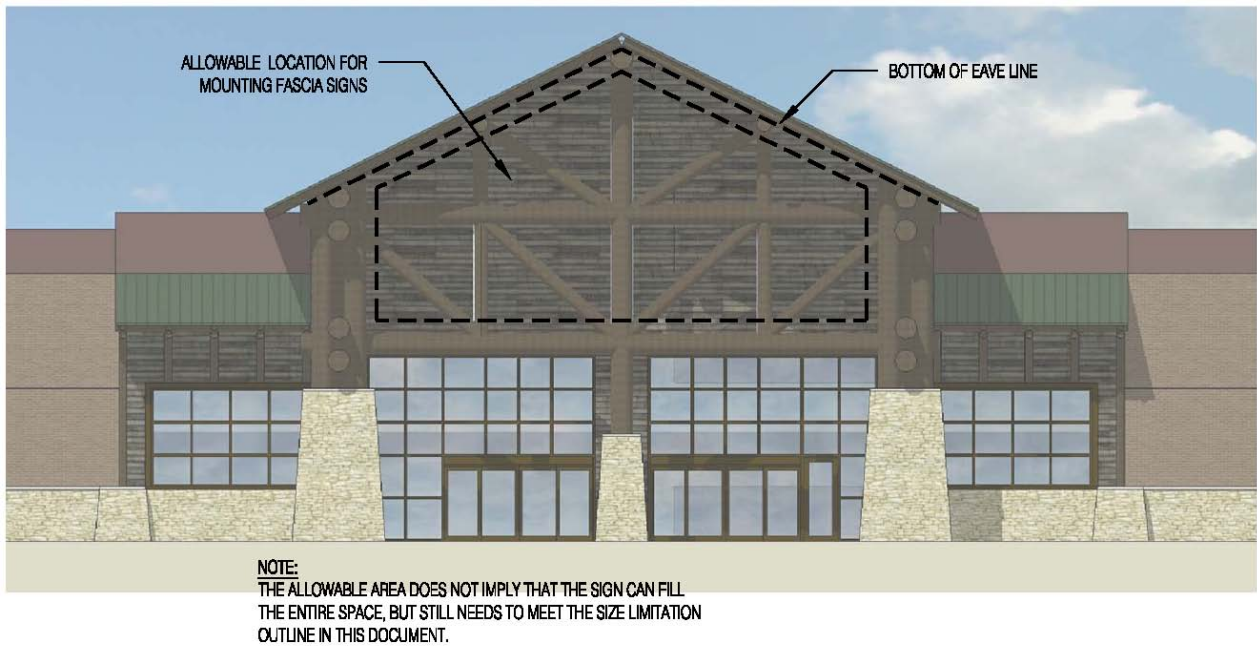 ALLOWABLE LOCATION FOR
MOUNTING FASCIA SIGNS
BOTTOM OF EAVE LINE
NOTE:
THE ALLOWABLE AREA DOES NOT IMPLY THAT THE SIGN CAN FILL
THE ENTIRE SPACE, BUT STILL NEEDS TO MEET THE SIZE LIMITATION
OUTLINE IN THIS DOCUMENT.